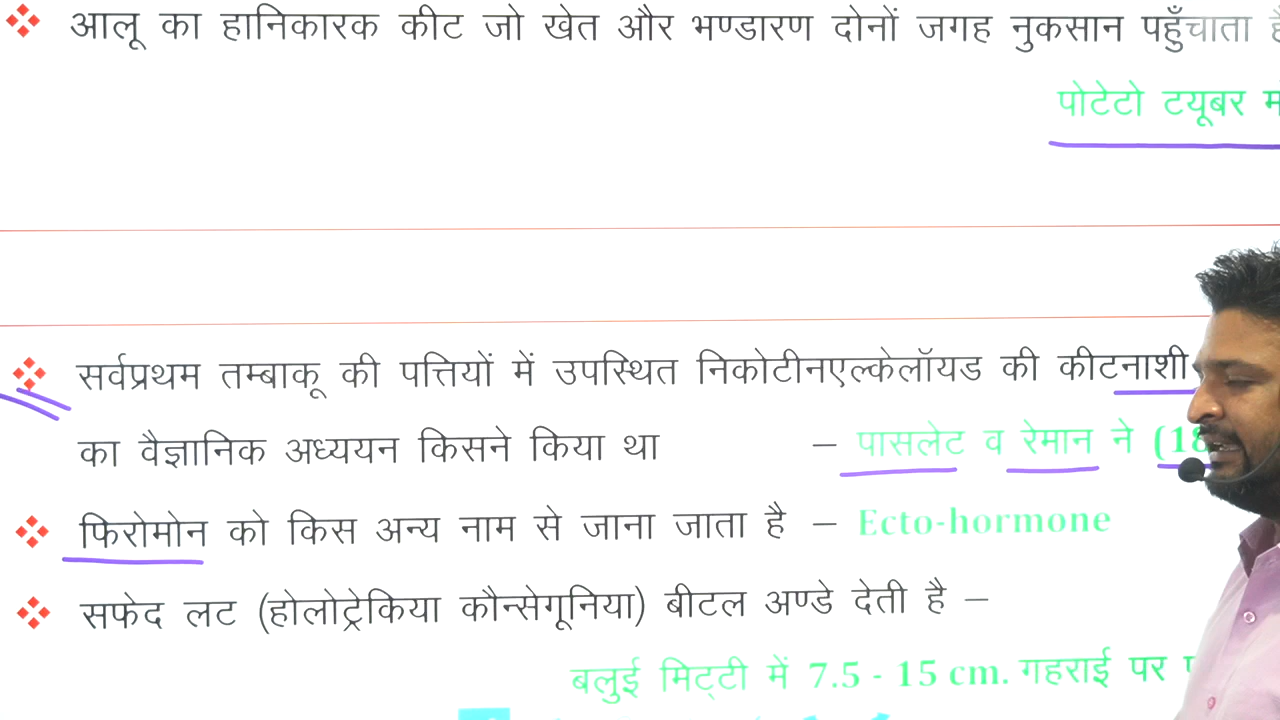 आलू का हानिकारक कीट जो खेत और भण्डारण दोनों जगह नुकसान पहुँचाता
पोटेटो टयूबर
सर्वप्रथम तम्बाकू की पत्तियों में उपस्थित निकोटीनएल्केलॉयड की कीटनाशी
का वैज्ञानिक अध्ययन किसने किया था – पासलेट व रेमान ने (18
फिरोमोन को किस अन्य नाम से जाना जाता है – Ecto-hormone
सफेद लट (होलोट्रेकिया कौन्सेगूनिया) बीटल अण्डे देती है –
बलुई मिट्टी में 7.5 - 15 cm. गहराई पर